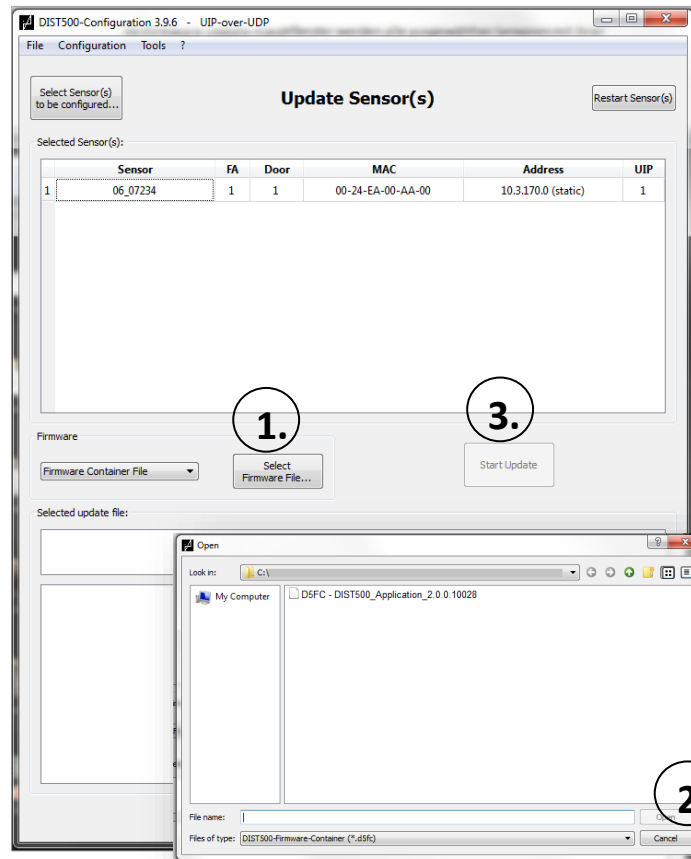 DIST500-Configuration 3.9.6 - UIP-over-UDP
File Configuration Tools ?
Select Sensor(s)
to be configured...
Update Sensor(s)
Restart Sensor(s)
Selected Sensor(s):
Sensor FA Door MAC Address UIP
1 06_07234 1 1 00-24-EA-00-AA-00 10.3.170.0 (static) 1
1.
3.
Firmware
Firmware Container File
Select
Firmware File...
Start Update
Selected update file:
Open
Look in: C:\
My Computer
D5FC - DIST500_Application_2.0.0.10028
2
File name:
Open
Files of type: DIST500-Firmware-Container (*.d5fc)
Cancel